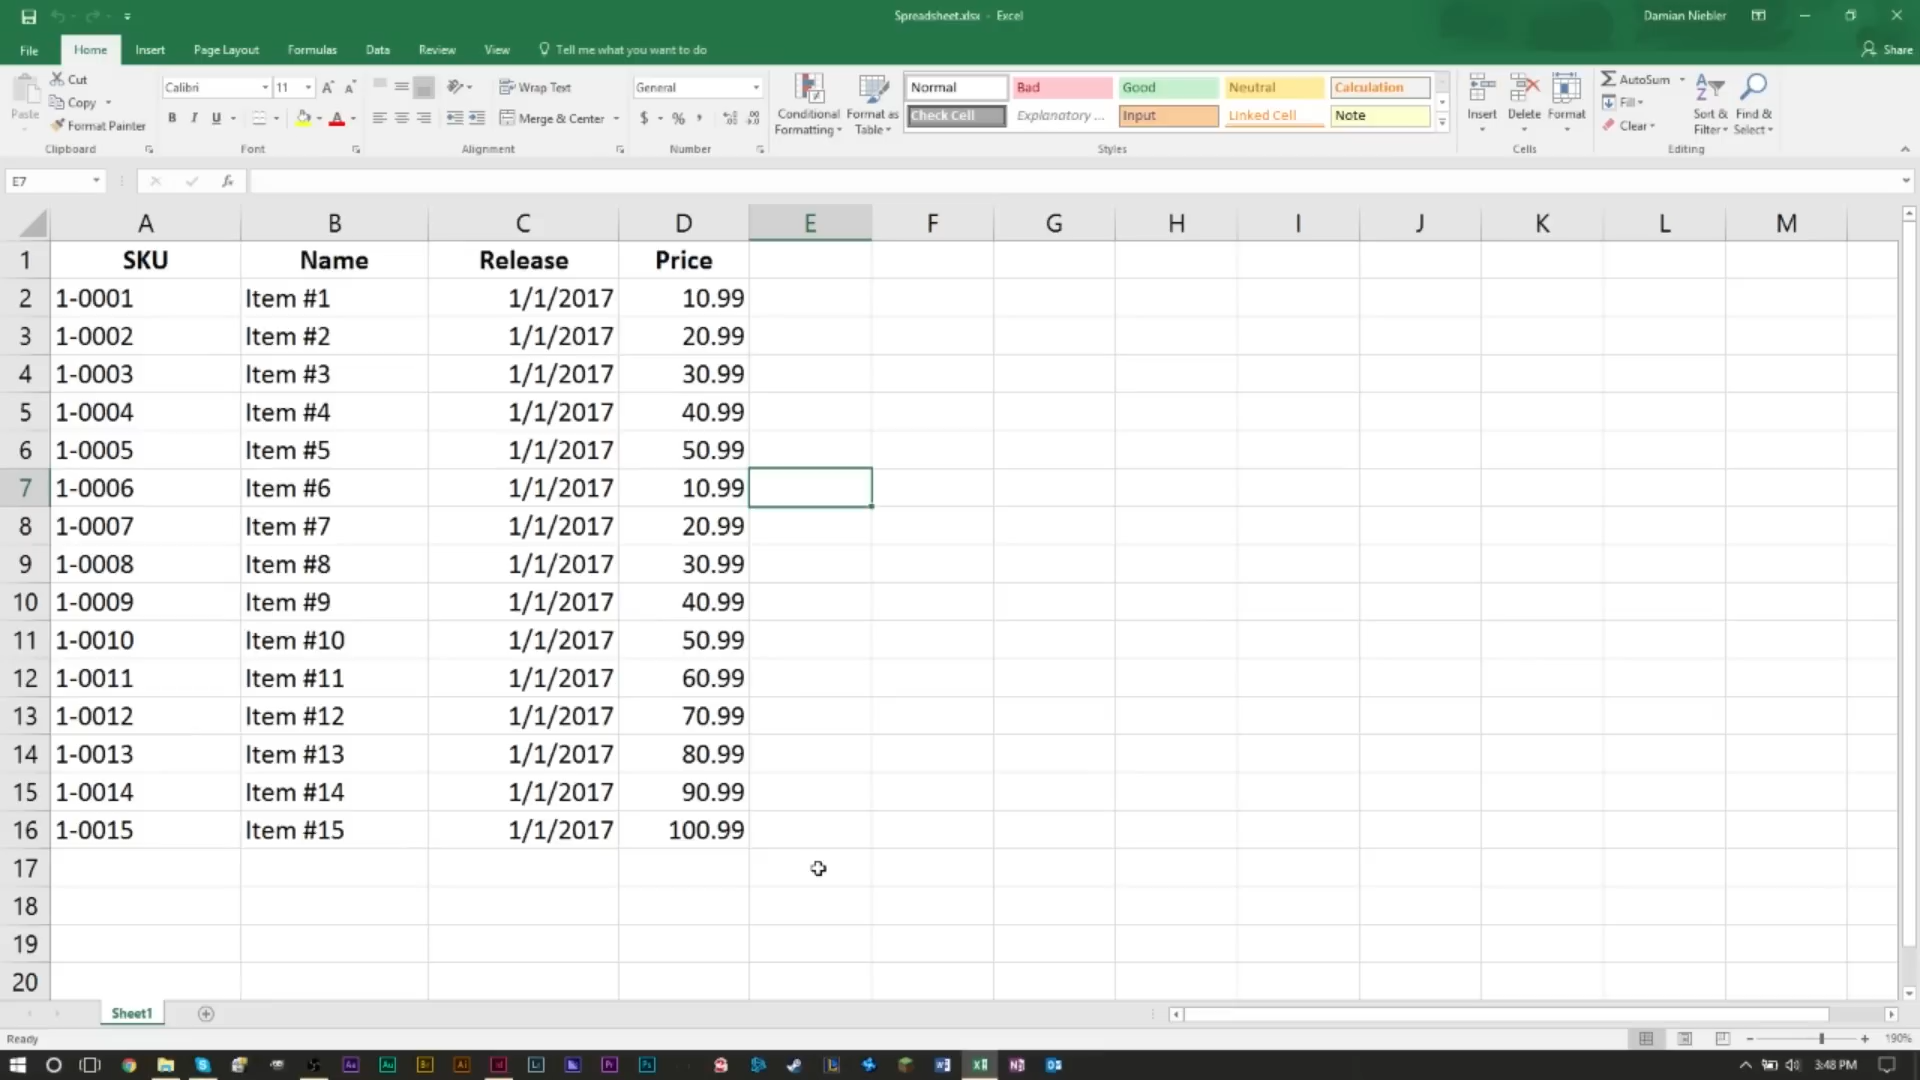 Spreadsheet.xlsx - Excel
Damian Niebler
File Home Insert Page Layout Formulas Data Review View Tell me what you want to do Share
Cut
Copy
Format Painter
Paste
Clipboard
Calibri 11
B I U
Font
Wrap Text
Merge & Center
Alignment
General
$ % ,
Number
Conditional Formatting
Format as Table
Normal Bad Good Neutral Calculation
Check Cell Explanatory ... Input Linked Cell Note
Styles
Insert Delete Format
Cells
AutoSum
Fill
Clear
Sort & Filter
Find & Select
Editing
E7 fx
A B C D E F G H I J K L M
1 SKU Name Release Price
2 1-0001 Item #1 1/1/2017 10.99
3 1-0002 Item #2 1/1/2017 20.99
4 1-0003 Item #3 1/1/2017 30.99
5 1-0004 Item #4 1/1/2017 40.99
6 1-0005 Item #5 1/1/2017 50.99
7 1-0006 Item #6 1/1/2017 10.99
8 1-0007 Item #7 1/1/2017 20.99
9 1-0008 Item #8 1/1/2017 30.99
10 1-0009 Item #9 1/1/2017 40.99
11 1-0010 Item #10 1/1/2017 50.99
12 1-0011 Item #11 1/1/2017 60.99
13 1-0012 Item #12 1/1/2017 70.99
14 1-0013 Item #13 1/1/2017 80.99
15 1-0014 Item #14 1/1/2017 90.99
16 1-0015 Item #15 1/1/2017 100.99
17
18
19
20
Sheet1
Ready
190%
3:48 PM